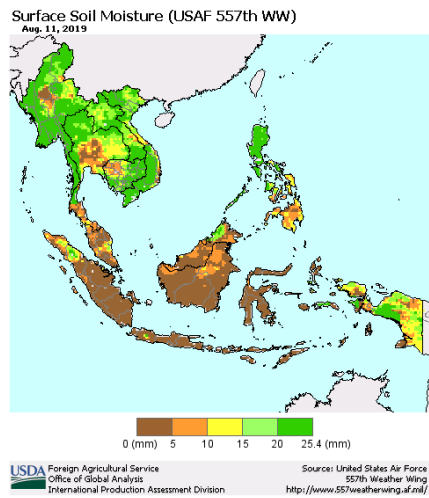 Surface Soil Moisture (USAF 557th WW)
Aug. 11, 2019
0 (mm) 5 10 15 20 25.4 (mm)
USDA
Foreign Agricultural Service
Office of Global Analysis
International Production Assessment Division
Source: United States Air Force
557th Weather Wing
http://www.557weatherwing.af.mil/